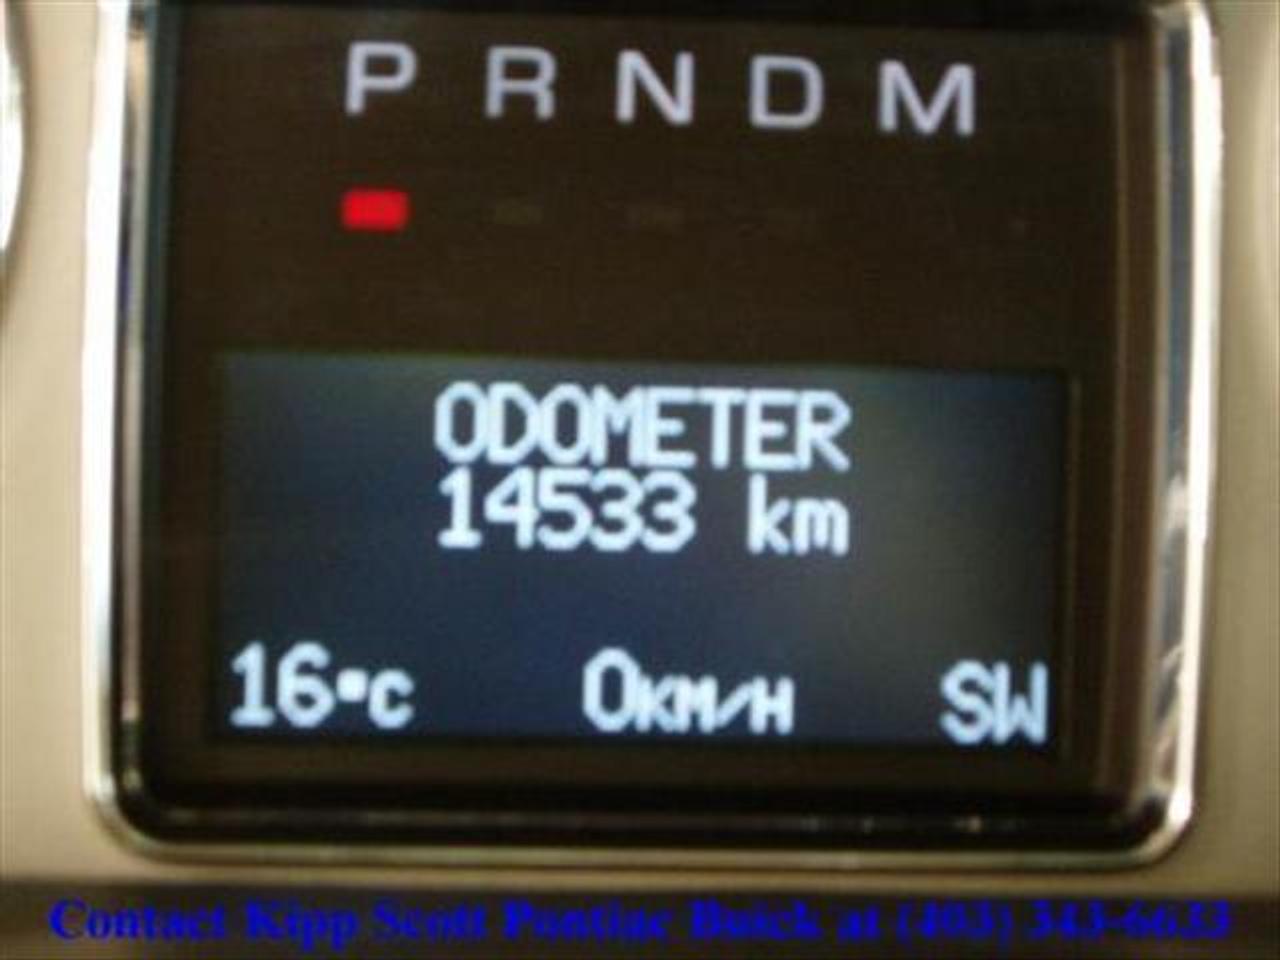 P R N D M
ODOMETER
14533 km
16°C 0KM/H SW
Contact Kipp Scott Pontiac Buick at (403) 343-6633